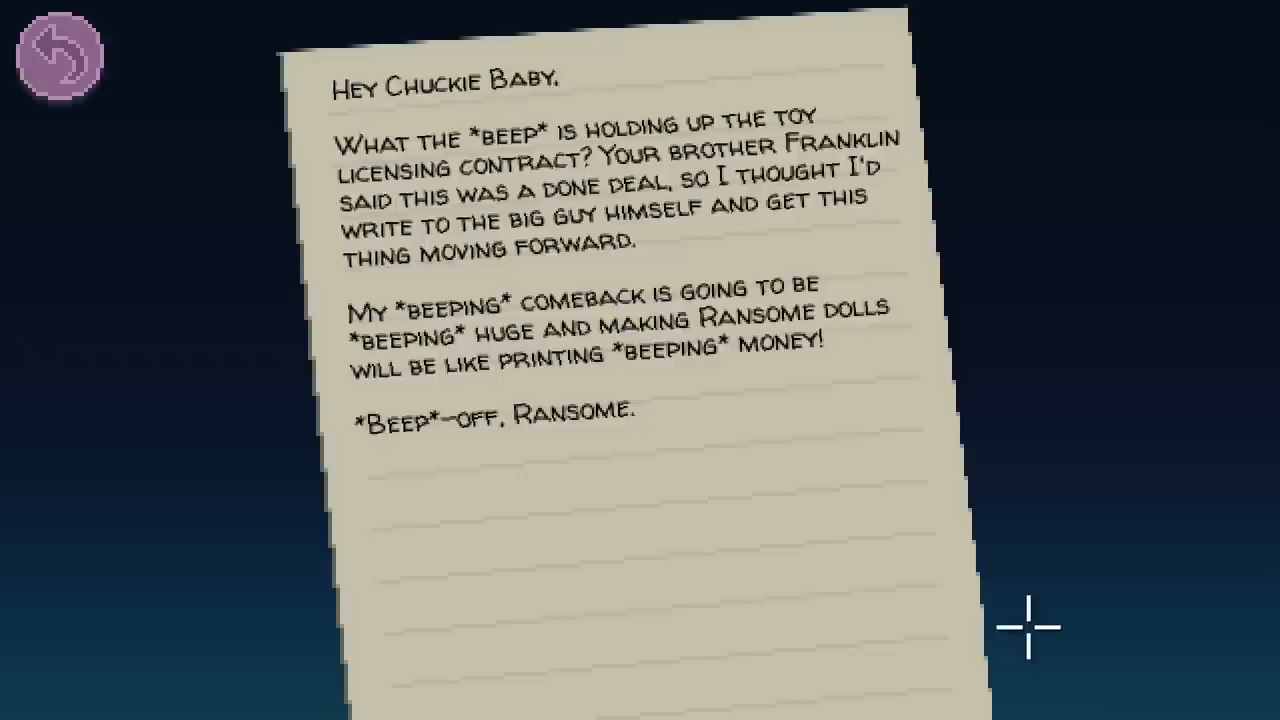 Hey Chuckie Baby,
What the *beep* is holding up the toy
licensing contract? Your brother Franklin
said this was a done deal, so I thought I'd
write to the big guy himself and get this
thing moving forward.
My *beeping* comeback is going to be
*beeping* huge and making Ransome dolls
will be like printing *beeping* money!
*Beep*-off, Ransome.